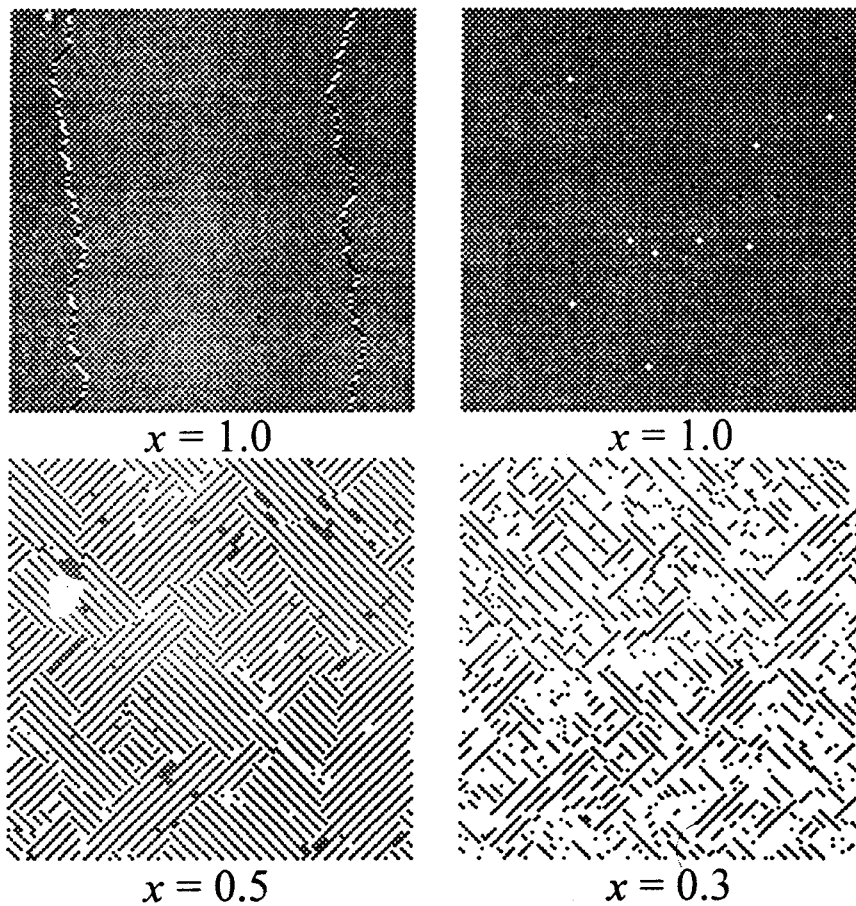 x = 1.0
x = 1.0
x = 0.5
x = 0.3